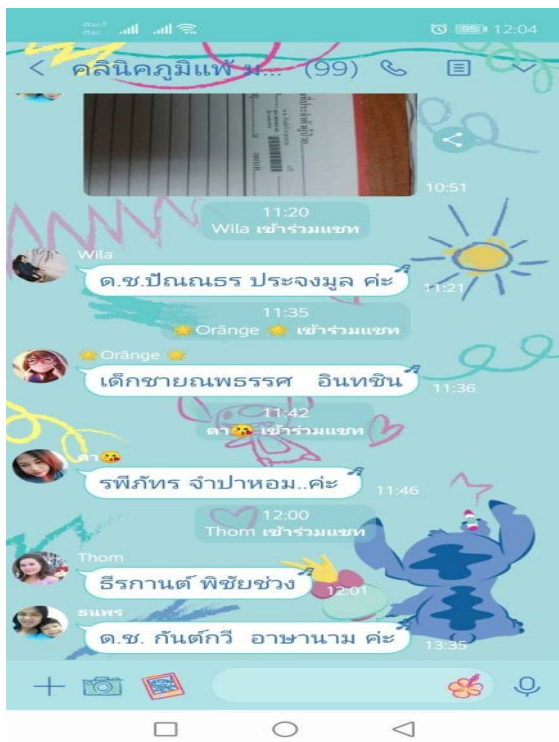 dtac-T
dtac
95 12:04
คลินิคภูมิแพ้ ม... (99)
10:51
11:20
Wila เข้าร่วมแชท
Wila
ด.ช.ปัณณธร ประจงมูล ค่ะ
11:21
11:35
Oränge เข้าร่วมแชท
Oränge
เด็กชายณพธรรศ อินทชิน
11:36
11:42
ดา เข้าร่วมแชท
ดา
รพีภัทร จำปาหอม..ค่ะ
11:46
12:00
Thom เข้าร่วมแชท
Thom
ธีรกานต์ พิชัยช่วง
12:01
ธนพร
ด.ช. กันต์กวี อาษานาม ค่ะ
13:35